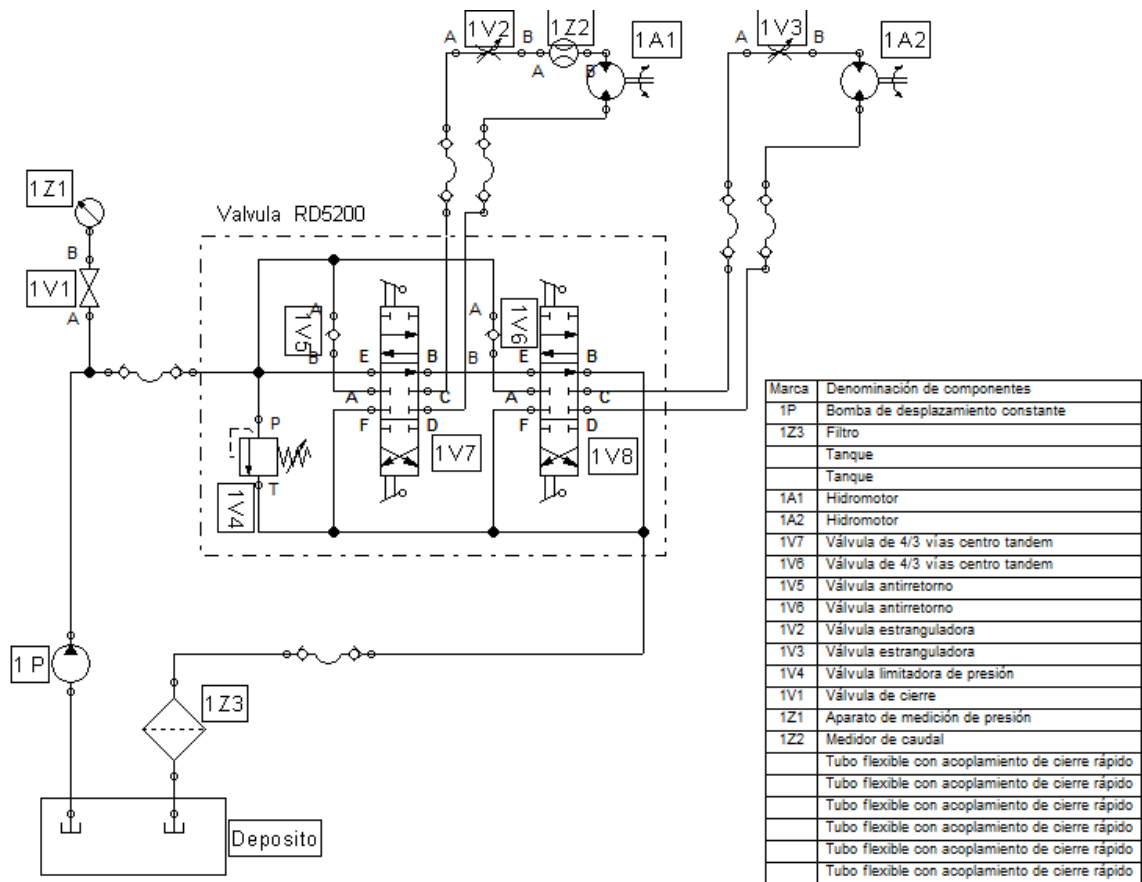 1V2
1Z2
1A1
1V3
1A2
A
B
A
B
A
B
1Z1
B
1V1
A
Valvula RD5200
A
1V5
B
E
B
A
C
F
D
1V7
A
1V6
B
E
B
A
C
F
D
1V8
P
T
1V4
1P
1Z3
Deposito
Marca Denominación de componentes
1P Bomba de desplazamiento constante
1Z3 Filtro
Tanque
Tanque
1A1 Hidromotor
1A2 Hidromotor
1V7 Válvula de 4/3 vías centro tandem
1V6 Válvula de 4/3 vías centro tandem
1V5 Válvula antirretorno
1V6 Válvula antirretorno
1V2 Válvula estranguladora
1V3 Válvula estranguladora
1V4 Válvula limitadora de presión
1V1 Válvula de cierre
1Z1 Aparato de medición de presión
1Z2 Medidor de caudal
Tubo flexible con acoplamiento de cierre rápido
Tubo flexible con acoplamiento de cierre rápido
Tubo flexible con acoplamiento de cierre rápido
Tubo flexible con acoplamiento de cierre rápido
Tubo flexible con acoplamiento de cierre rápido
Tubo flexible con acoplamiento de cierre rápido